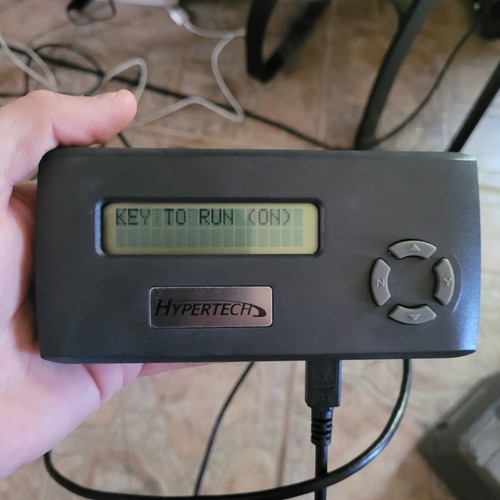 KEY TO RUN (ON)
HYPERTECH
N
Y